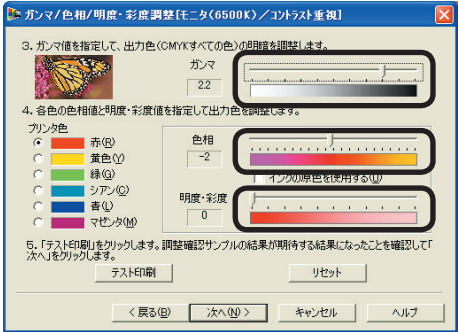 ガンマ/色相/明度・彩度調整[モニタ(6500K)/コントラスト重視]
3. ガンマ値を指定して、出力色(CMYKすべての色)の明暗を調整します。
ガンマ
2.2
4. 各色の色相値と明度・彩度値を指定して出力色を調整します。
プリンタ色
赤(R)
黄色(Y)
緑(G)
シアン(C)
青(L)
マゼンタ(M)
色相
-2
インクの原色を使用する(U)
明度・彩度
0
5. 「テスト印刷」をクリックします。調整確認サンプルの結果が期待する結果になったことを確認して「
次へ」をクリックします。
テスト印刷
リセット
< 戻る(B)
次へ(N) >
キャンセル
ヘルプ